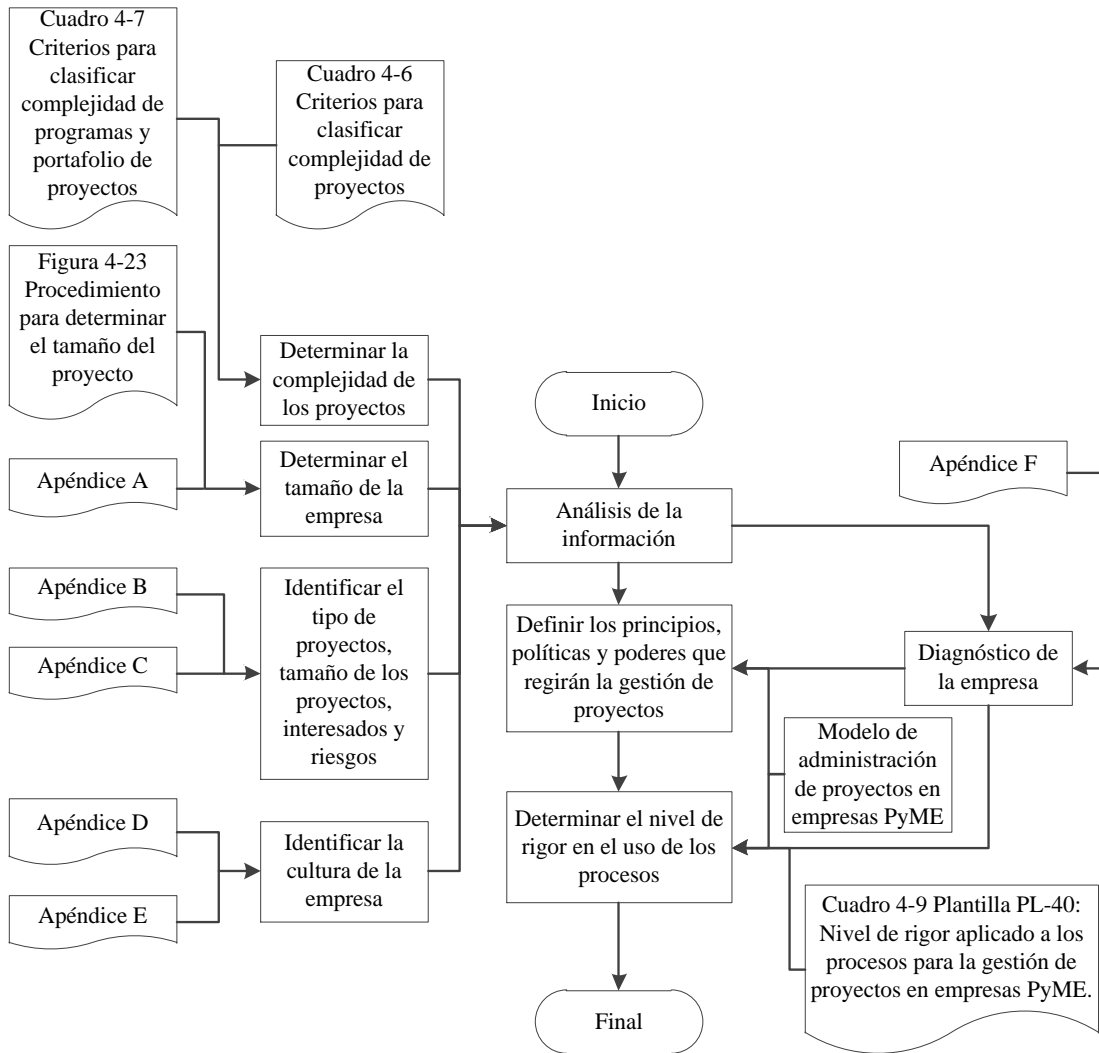 Cuadro 4-7
Criterios para
clasificar
complejidad de
programas y
portafolio de
proyectos
Cuadro 4-6
Criterios para
clasificar
complejidad de
proyectos
Figura 4-23
Procedimiento
para determinar
el tamaño del
proyecto
Determinar la
complejidad de
los proyectos
Inicio
Apéndice A
Determinar el
tamaño de la
empresa
Análisis de la
información
Apéndice F
Apéndice B
Apéndice C
Identificar el
tipo de
proyectos,
tamaño de los
proyectos,
interesados y
riesgos
Definir los principios,
políticas y poderes que
regirán la gestión de
proyectos
Diagnóstico de
la empresa
Modelo de
administración
de proyectos en
empresas PyME
Apéndice D
Apéndice E
Identificar la
cultura de la
empresa
Determinar el nivel de
rigor en el uso de los
procesos
Cuadro 4-9 Plantilla PL-40:
Nivel de rigor aplicado a los
procesos para la gestión de
proyectos en empresas PyME.
Final